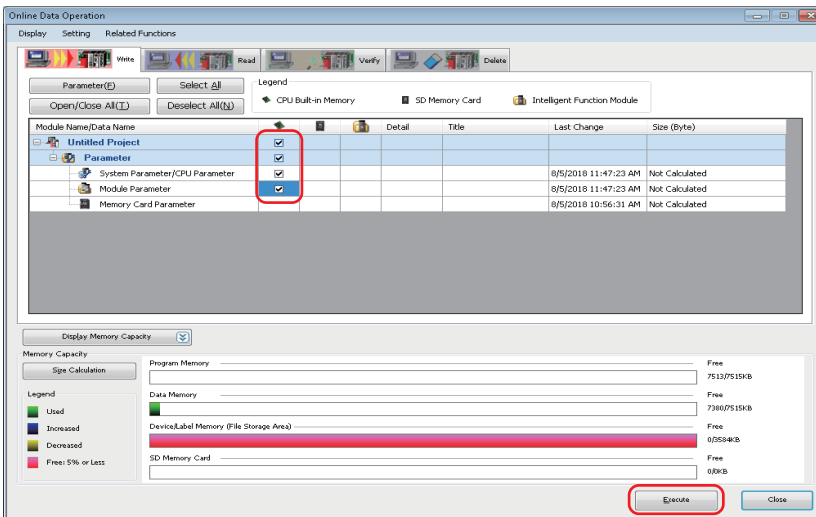 Online Data Operation
Display Setting Related Functions
Write Read Verify Delete
Parameter(F) Select All
Open/Close All(T) Deselect All(N)
Legend
CPU Built-in Memory SD Memory Card Intelligent Function Module
Module Name/Data Name Detail Title Last Change Size (Byte)
Untitled Project
Parameter
System Parameter/CPU Parameter 8/5/2018 11:47:23 AM Not Calculated
Module Parameter 8/5/2018 11:47:23 AM Not Calculated
Memory Card Parameter 8/5/2018 10:56:31 AM Not Calculated
Display Memory Capacity
Memory Capacity
Size Calculation
Legend
Used
Increased
Decreased
Free: 5% or Less
Program Memory Free
7513/7515KB
Data Memory Free
7380/7515KB
Device/Label Memory (File Storage Area) Free
0/3584KB
SD Memory Card Free
0/0KB
Execute Close